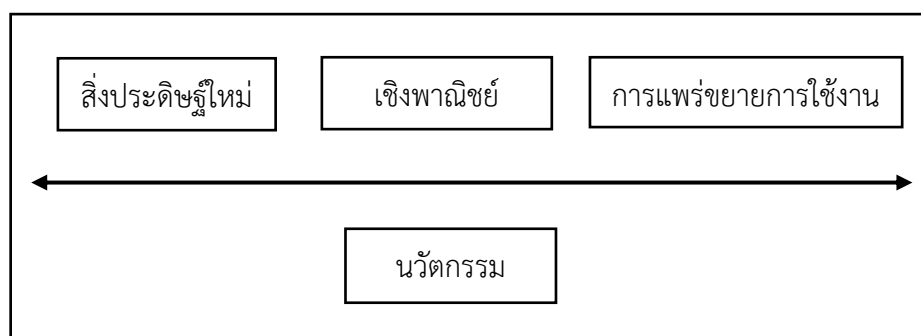 สิ่งประดิษฐ์ใหม่ เชิงพาณิชย์ การแพร่ขยายการใช้งาน
นวัตกรรม